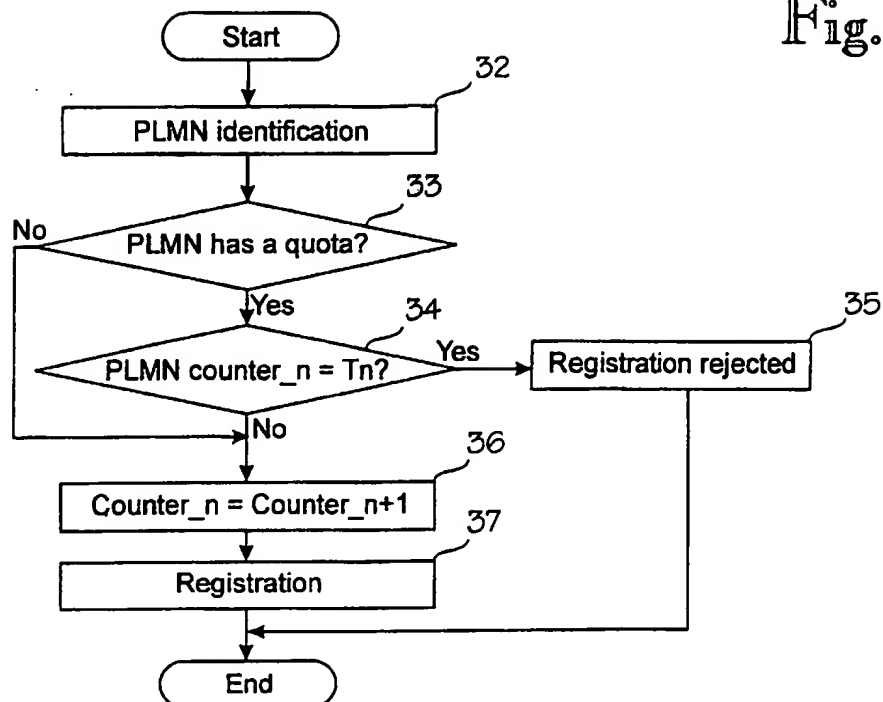 Fig.
Start
32
PLMN identification
33
No
PLMN has a quota?
Yes
34
35
PLMN counter_n = Tn?
Yes
Registration rejected
No
36
Counter_n = Counter_n+1
37
Registration
End